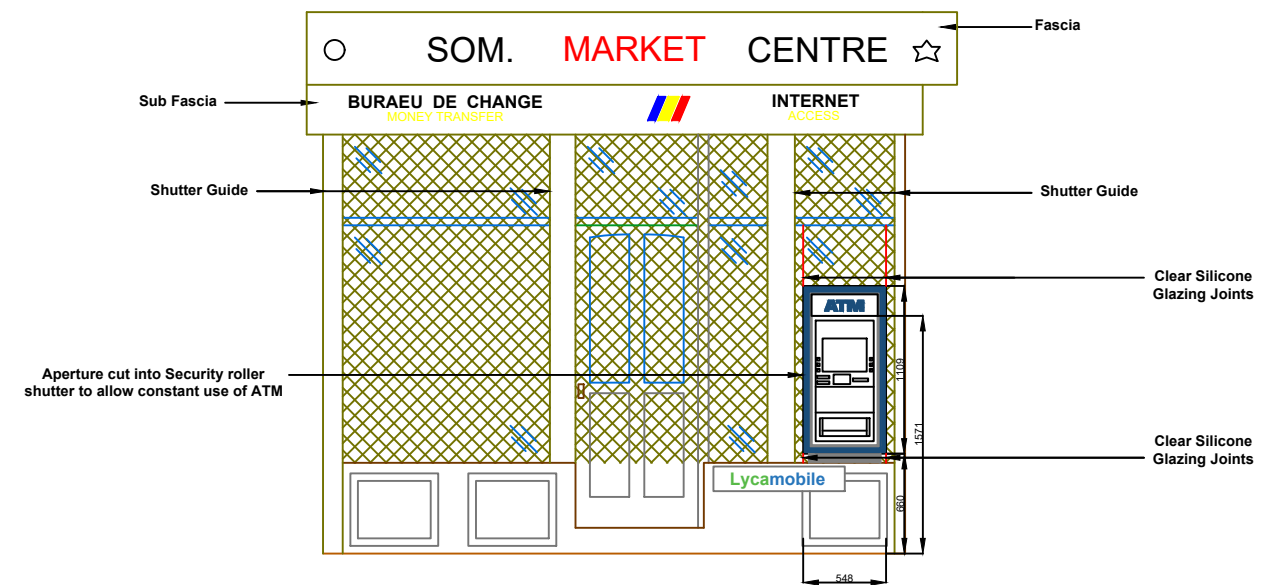 Fascia
SOM. MARKET CENTRE
Sub Fascia
BURAEU DE CHANGE
MONEY TRANSFER
INTERNET
ACCESS
Shutter Guide
Shutter Guide
Clear Silicone
Glazing Joints
ATM
Aperture cut into Security roller
shutter to allow constant use of ATM
1109
1571
Clear Silicone
Glazing Joints
Lycamobile
660
548